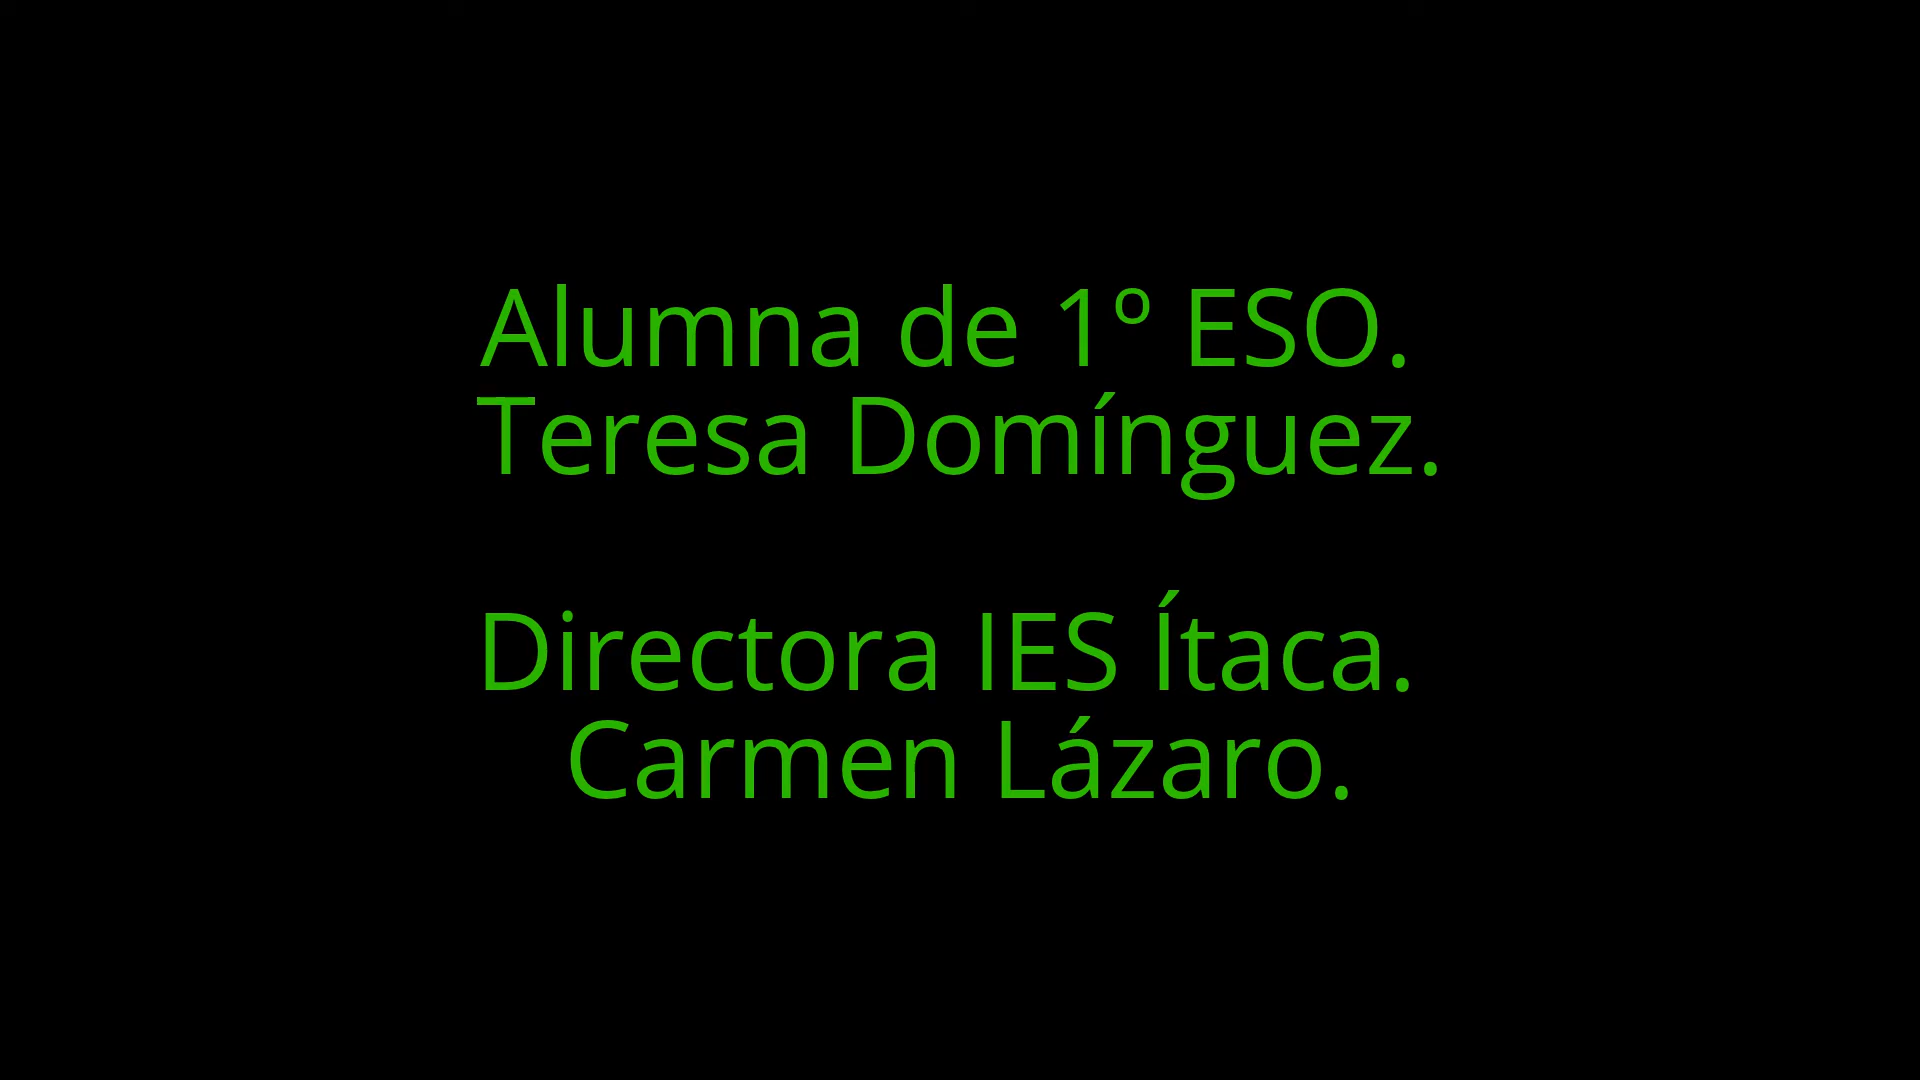 Alumna de 1º ESO.
Teresa Domínguez.
Directora IES Ítaca.
Carmen Lázaro.